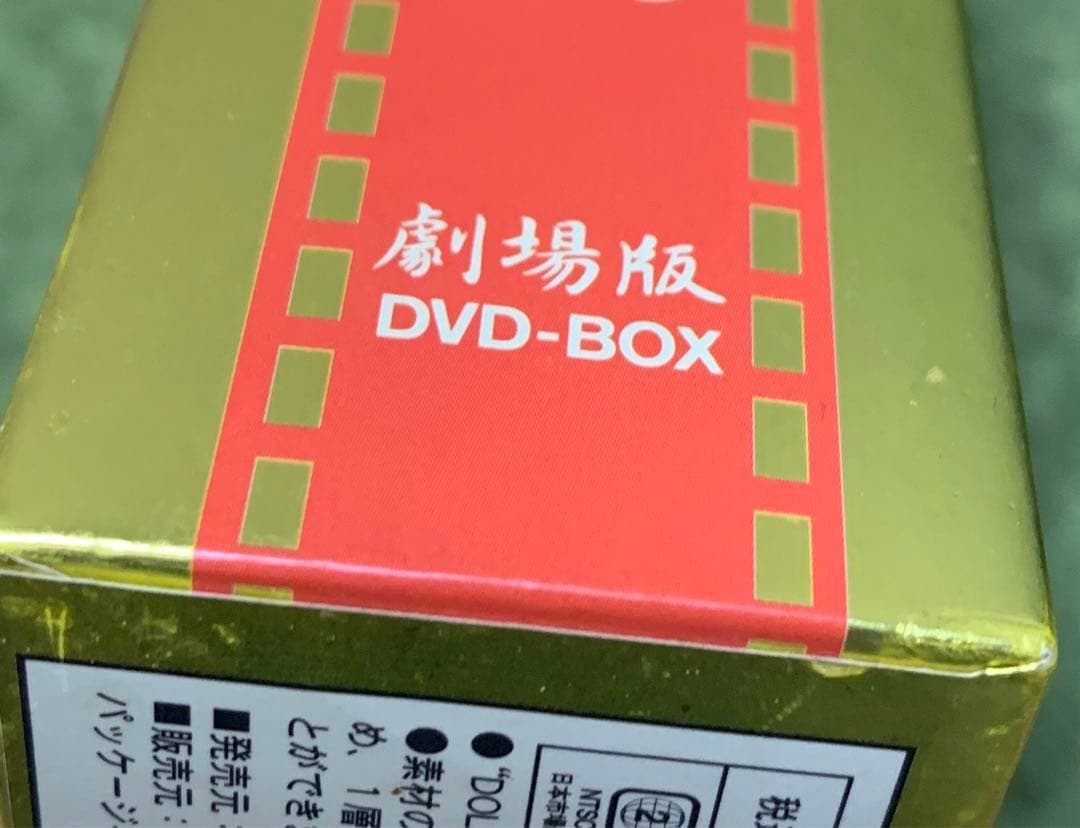 劇場版
DVD-BOX
税
NTSC
日本市場
2
●"DOL
●素材の
め、1層
とができ
■発売元:
■販売元:
パッケージ